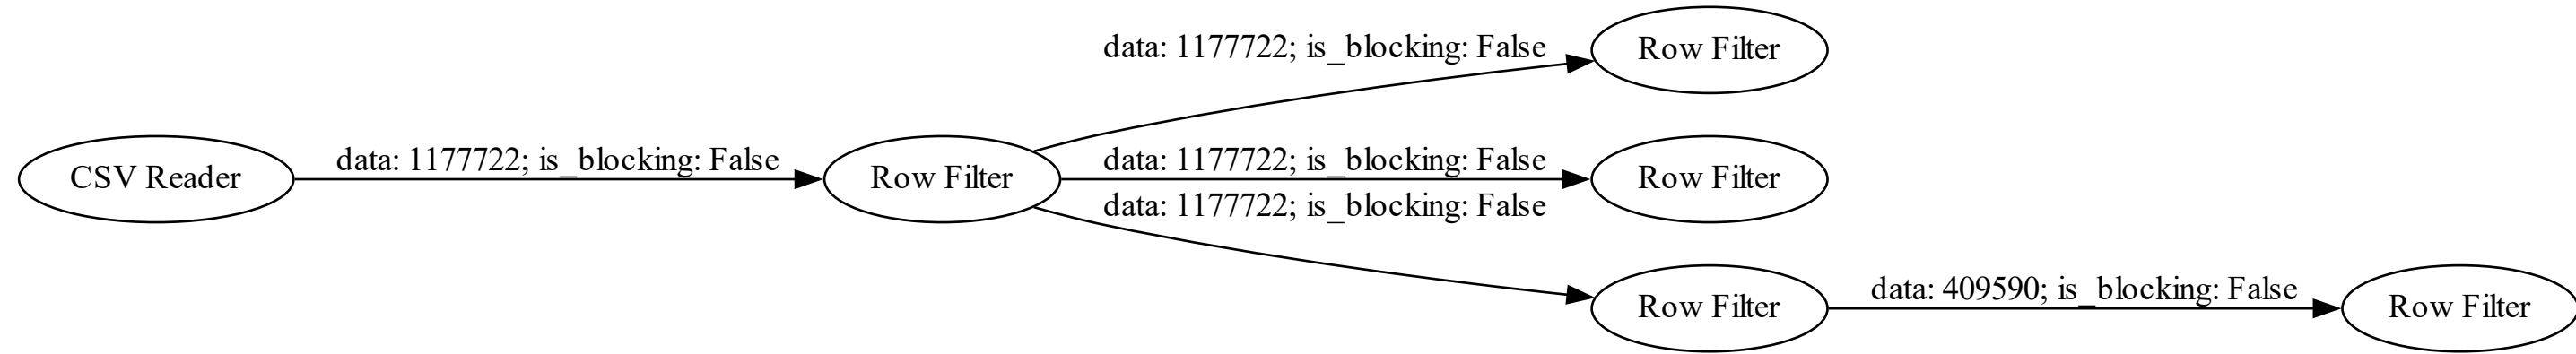 data: 1177722; is_blocking: False
Row Filter
CSV Reader
data: 1177722; is_blocking: False
Row Filter
data: 1177722; is_blocking: False
Row Filter
data: 1177722; is_blocking: False
Row Filter
data: 409590; is_blocking: False
Row Filter